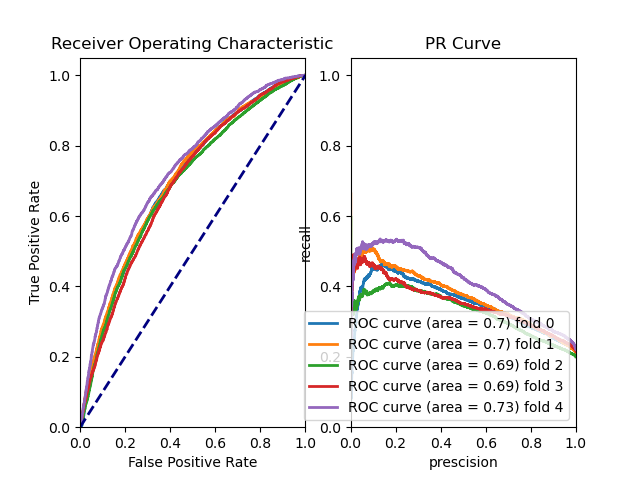 Receiver Operating Characteristic
PR Curve
1.0
0.8
0.6
0.4
0.2
0.0
True Positive Rate
0.0 0.2 0.4 0.6 0.8 1.0
False Positive Rate
1.0
0.8
0.6
0.4
0.2
0.0
recall
ROC curve (area = 0.7) fold 0
ROC curve (area = 0.7) fold 1
ROC curve (area = 0.69) fold 2
ROC curve (area = 0.69) fold 3
ROC curve (area = 0.73) fold 4
0.0 0.2 0.4 0.6 0.8 1.0
prescision